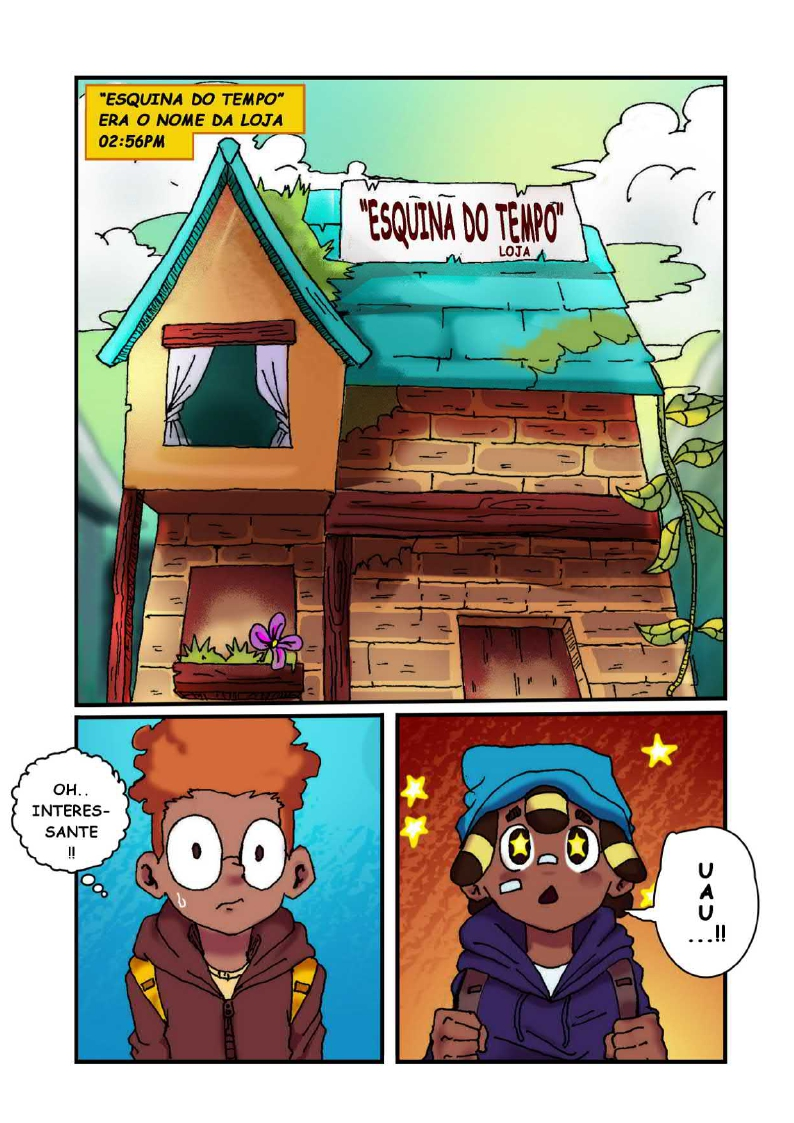 "ESQUINA DO TEMPO"
ERA O NOME DA LOJA
02:56PM
"ESQUINA DO TEMPO"
LOJA
OH..
INTERES-
SANTE
!!
U
A
U
...!!